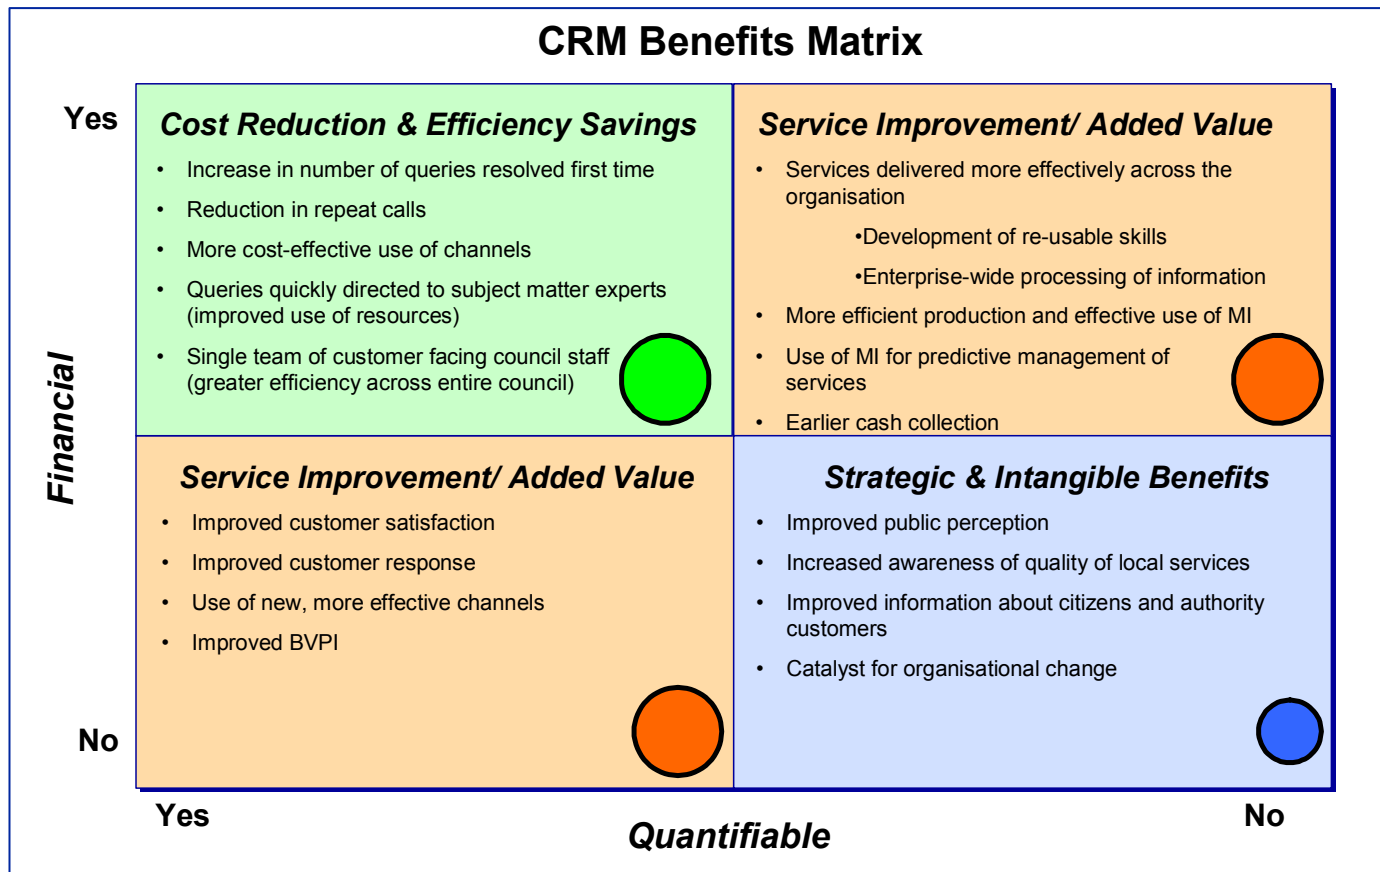 CRM Benefits Matrix
Yes
Cost Reduction & Efficiency Savings
• Increase in number of queries resolved first time
• Reduction in repeat calls
• More cost-effective use of channels
• Queries quickly directed to subject matter experts
(improved use of resources)
• Single team of customer facing council staff
(greater efficiency across entire council)
Service Improvement/ Added Value
• Services delivered more effectively across the
organisation
•Development of re-usable skills
•Enterprise-wide processing of information
• More efficient production and effective use of MI
• Use of MI for predictive management of
services
• Earlier cash collection
Financial
Service Improvement/ Added Value
• Improved customer satisfaction
• Improved customer response
• Use of new, more effective channels
• Improved BVPI
Strategic & Intangible Benefits
• Improved public perception
• Increased awareness of quality of local services
• Improved information about citizens and authority
customers
• Catalyst for organisational change
No
Yes
Quantifiable
No